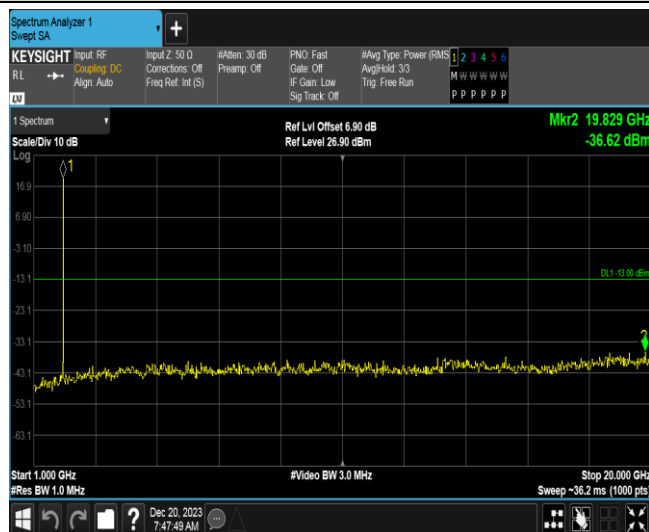 Spectrum Analyzer 1
Swept SA
KEYSIGHT
RL
LXI
Input: RF
Coupling: DC
Align: Auto
Input Z: 50 Ω
Corrections: Off
Freq Ref: Int (S)
#Atten: 30 dB
Preamp: Off
PNO: Fast
Gate: Off
IF Gain: Low
Sig Track: Off
#Avg Type: Power (RMS
Avg|Hold: 3/3
Trig: Free Run
1 2 3 4 5 6
M W W W W W
P P P P P P
1 Spectrum
Scale/Div 10 dB
Log
Ref Lvl Offset 6.90 dB
Ref Level 26.90 dBm
Mkr2 19.829 GHz
-36.62 dBm
1
16.9
6.90
-3.10
-13.1
DL1 -13.00 dBm
-23.1
-33.1
2
-43.1
-53.1
-63.1
Start 1.000 GHz
#Res BW 1.0 MHz
#Video BW 3.0 MHz
Stop 20.000 GHz
Sweep ~36.2 ms (1000 pts)
?
Dec 20, 2023
7:47:49 AM